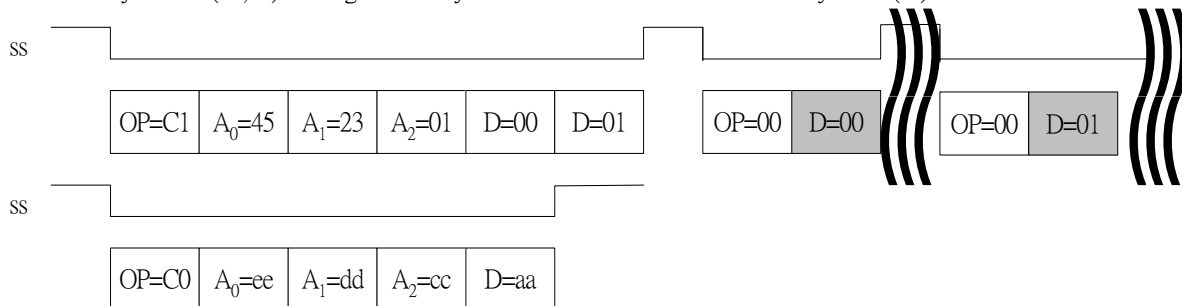 ss
OP=C1 A₀=45 A₁=23 A₂=01 D=00 D=01 OP=00 D=00 OP=00 D=01
ss
OP=C0 A₀=ee A₁=dd A₂=cc D=aa